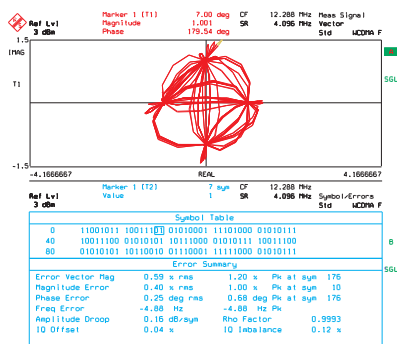 Marker 1 [T1] 7.00 deg CF 12.288 MHz Meas Signal
Ref Lvl Magnitude 1.001 SR 4.096 MHz Vector
3 dBm Phase 179.54 deg Std WCDMA F
1.5
IMAG
T1
SGL
-1.5
-4.1666667 REAL 4.1666667
Marker 1 [T2] 7 sym CF 12.288 MHz
Ref Lvl Value 1 SR 4.096 MHz Symbol/Errors
3 dBm Std WCDMA F
Symbol Table
0 11001011 10011101 01010001 11101000 01010111
40 10011100 01010101 10111000 01010111 10011100
80 01010101 10110010 01110001 11111000 01010111
B
Error Summary
SGL
Error Vector Mag 0.59 % rms 1.20 % Pk at sym 176
Magnitude Error 0.40 % rms 1.00 % Pk at sym 10
Phase Error 0.25 deg rms 0.68 deg Pk at sym 176
Freq Error -4.88 Hz -4.88 Hz Pk
Amplitude Droop 0.16 dB/sym Rho Factor 0.9993
IQ Offset 0.04 % IQ Imbalance 0.12 %